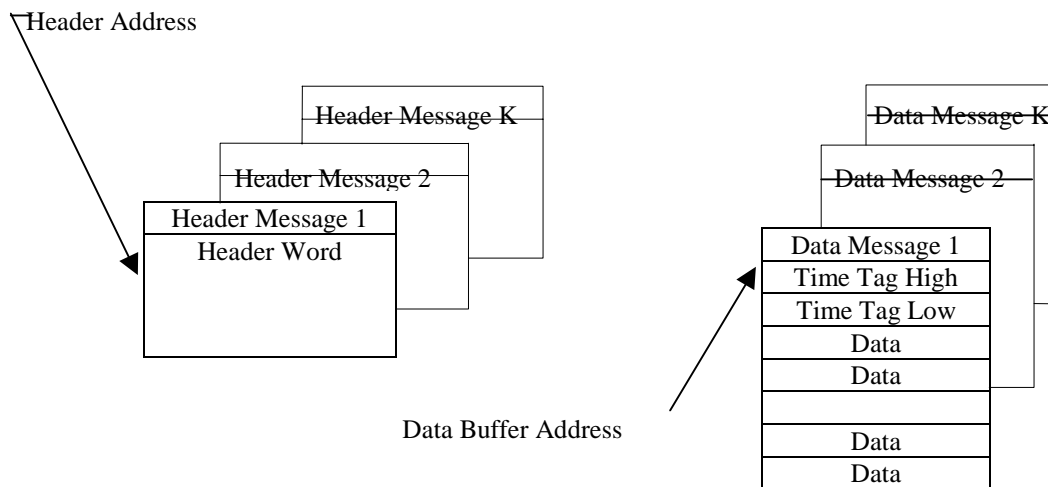 Header Address
Header Message K
Header Message 2
Header Message 1
Header Word
Data Message K
Data Message 2
Data Message 1
Time Tag High
Time Tag Low
Data
Data
Data
Data
Data Buffer Address